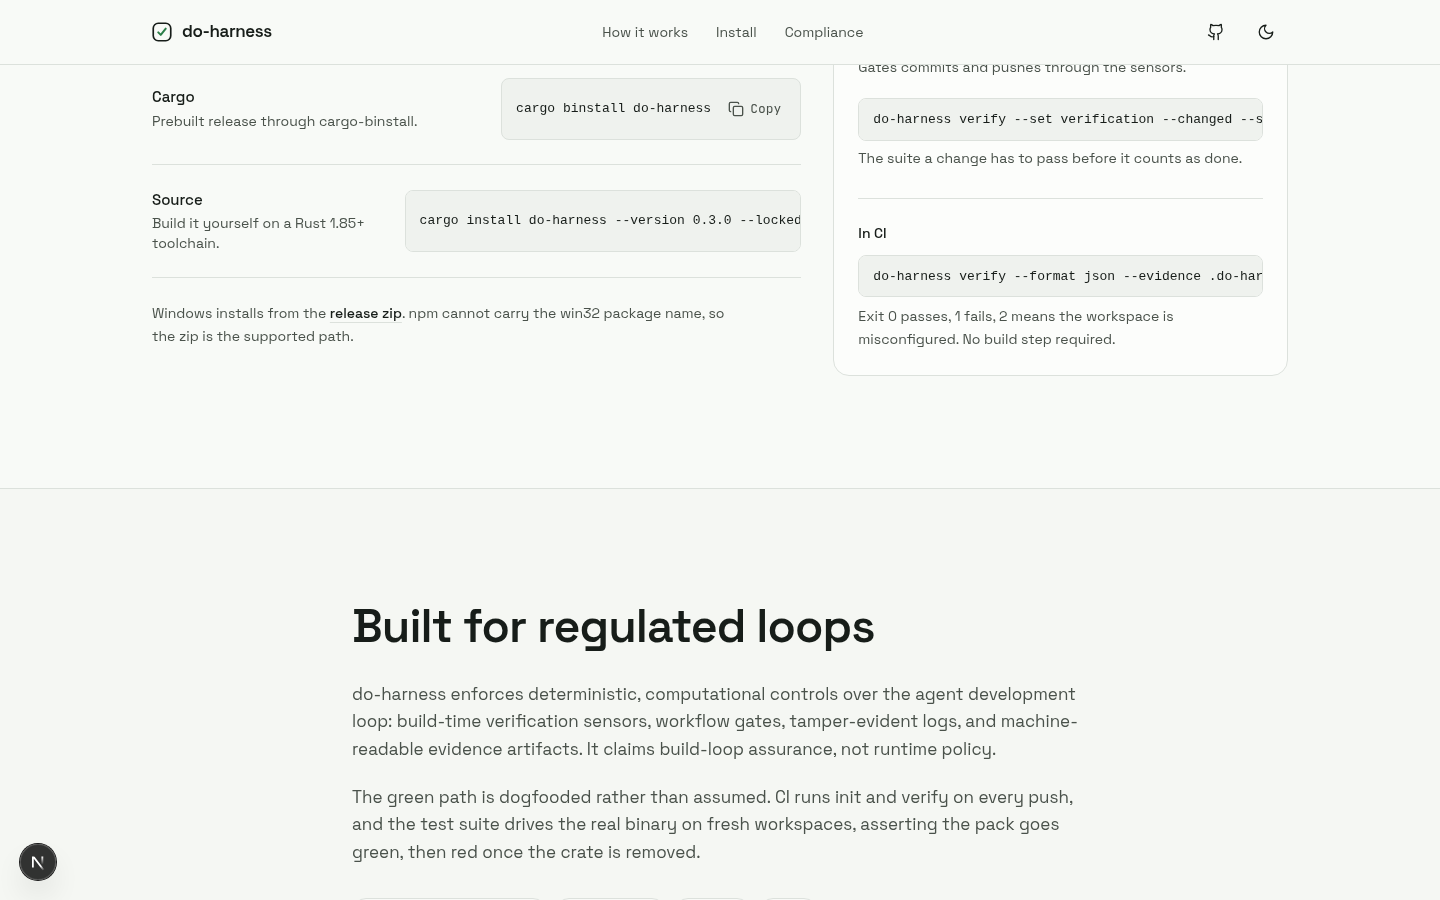 do-harness
How it works
Install
Compliance
Cargo
Prebuilt release through cargo-binstall.
cargo binstall do-harness
Copy
Source
Build it yourself on a Rust 1.85+
toolchain.
cargo install do-harness --version 0.3.0 --locked
Windows installs from the release zip. npm cannot carry the win32 package name, so
the zip is the supported path.
Gates commits and pushes through the sensors.
do-harness verify --set verification --changed --s
The suite a change has to pass before it counts as done.
In CI
do-harness verify --format json --evidence .do-har
Exit 0 passes, 1 fails, 2 means the workspace is
misconfigured. No build step required.
Built for regulated loops
do-harness enforces deterministic, computational controls over the agent development
loop: build-time verification sensors, workflow gates, tamper-evident logs, and machine-
readable evidence artifacts. It claims build-loop assurance, not runtime policy.
The green path is dogfooded rather than assumed. CI runs init and verify on every push,
and the test suite drives the real binary on fresh workspaces, asserting the pack goes
green, then red once the crate is removed.
N